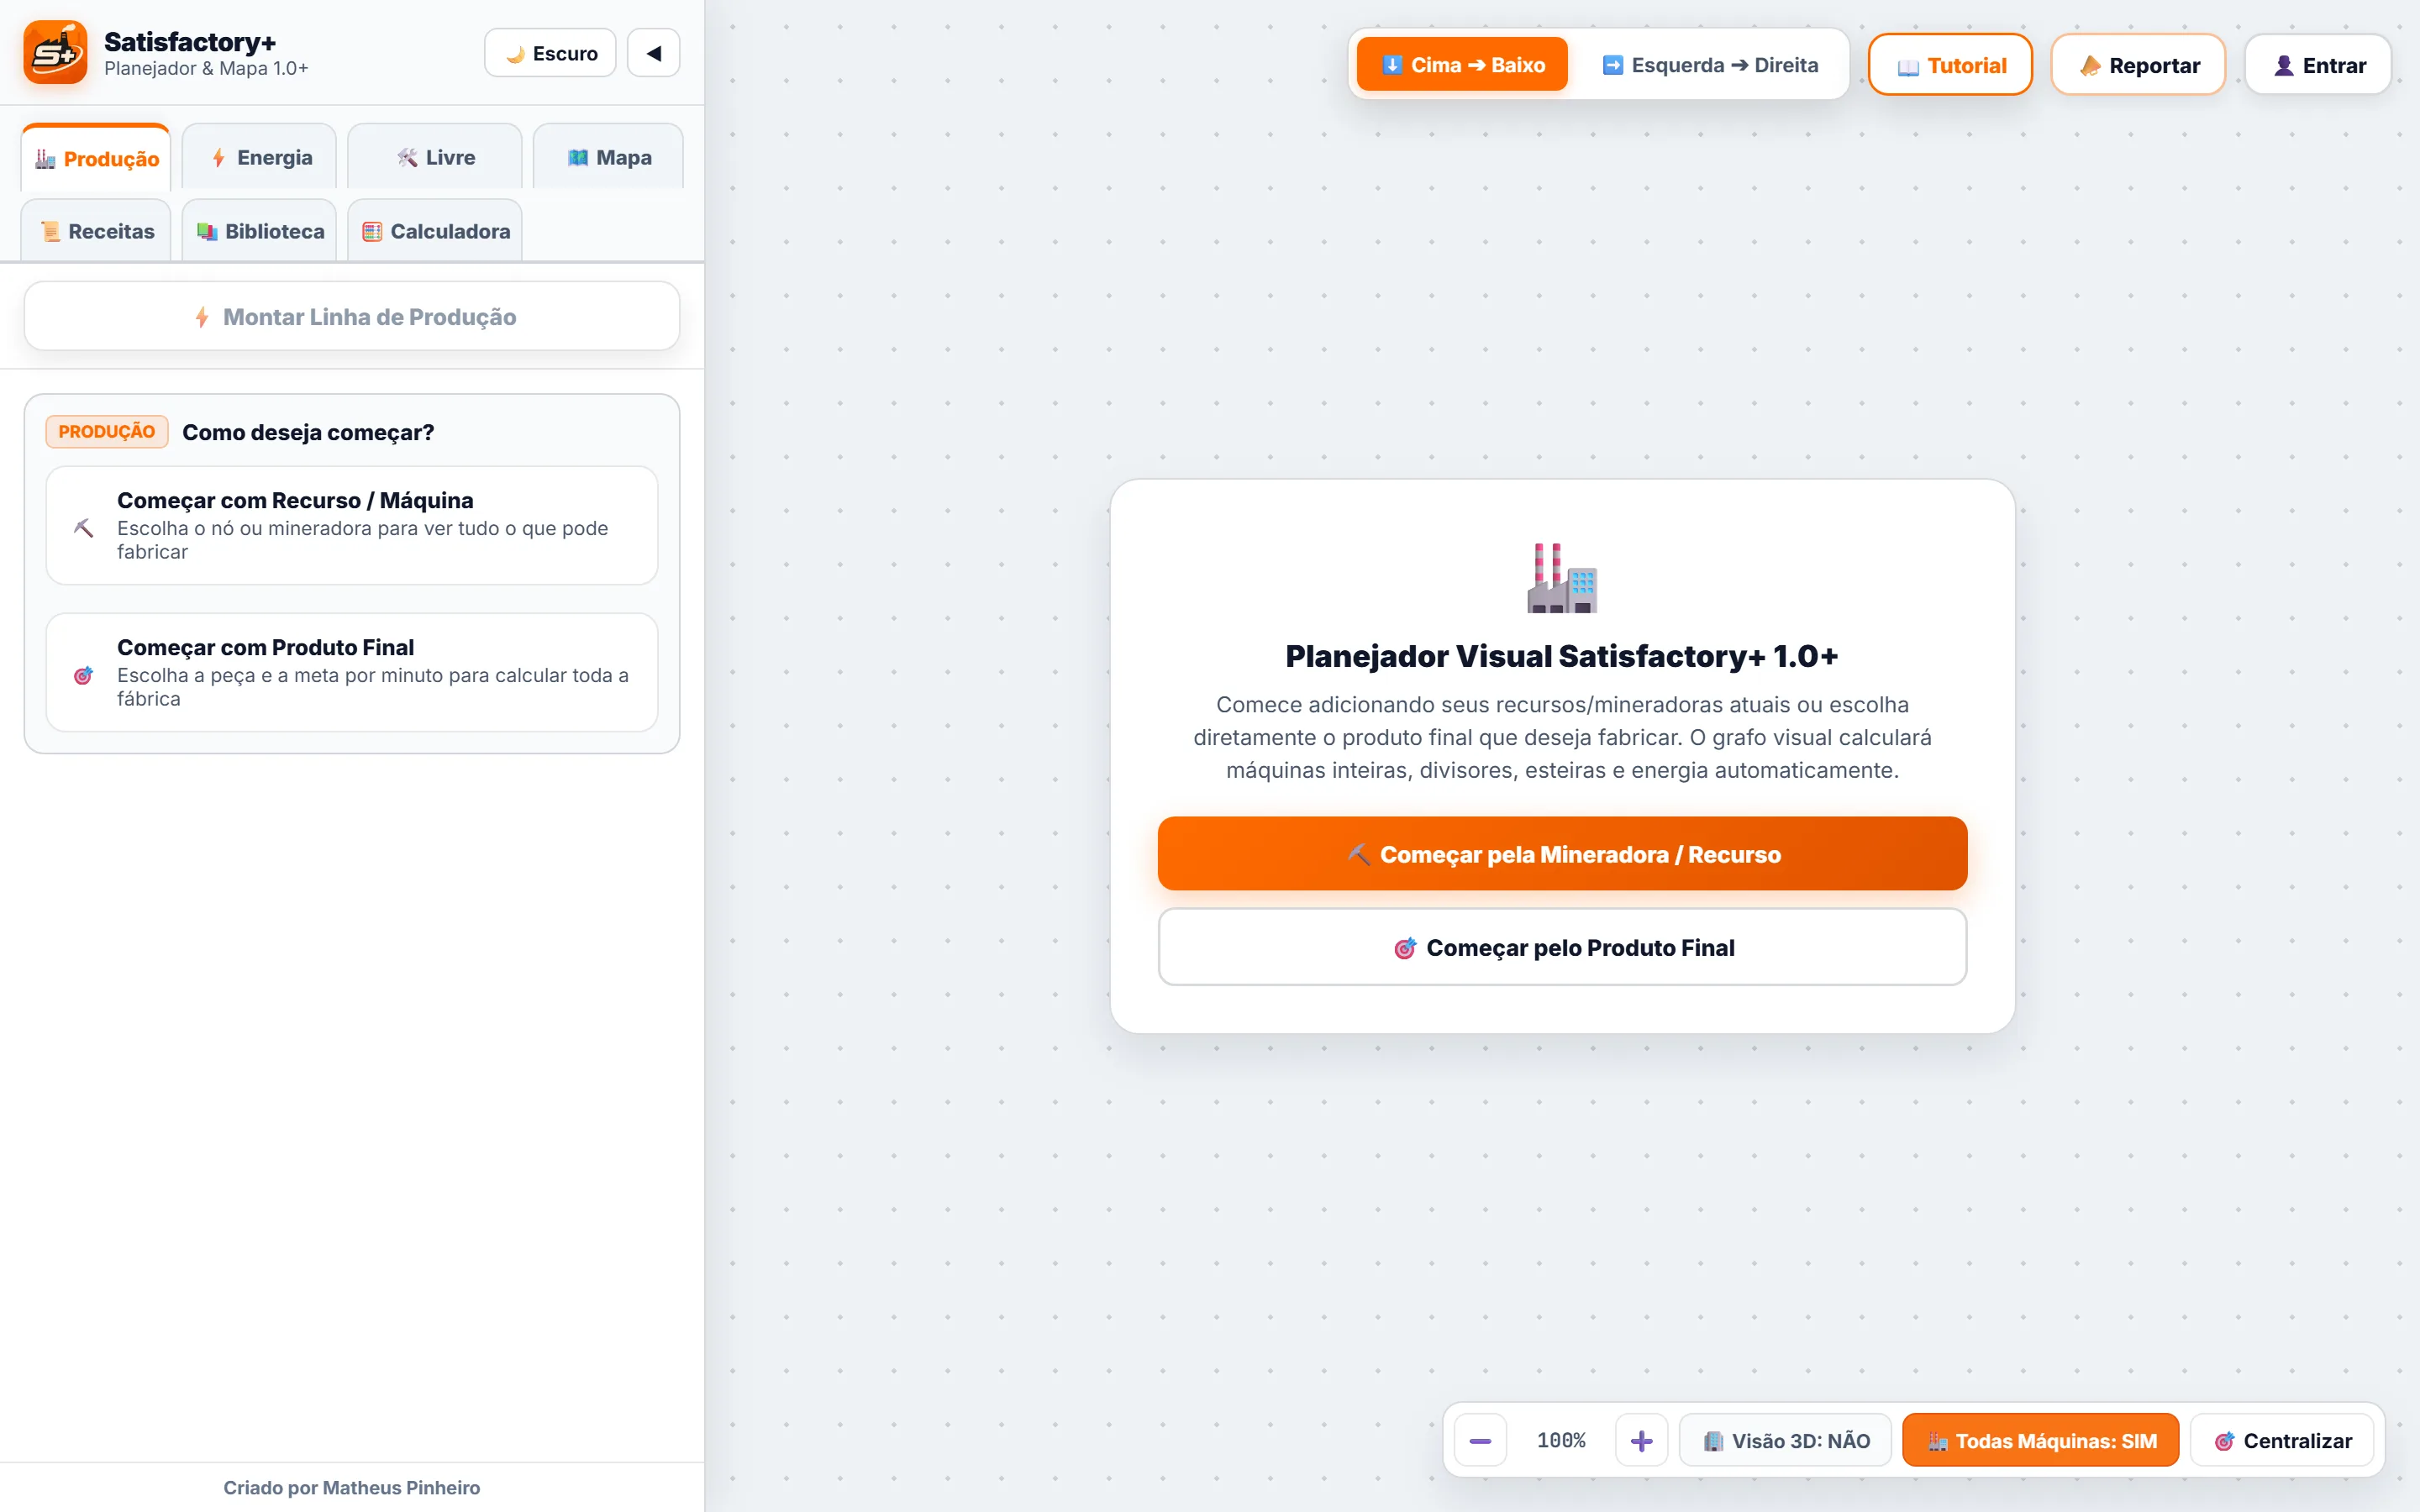 Satisfactory+
Planejador & Mapa 1.0+
Escuro
Produção
Energia
Livre
Mapa
Receitas
Biblioteca
Calculadora
Montar Linha de Produção
PRODUÇÃO Como deseja começar?
Começar com Recurso / Máquina
Escolha o nó ou mineradora para ver tudo o que pode
fabricar
Começar com Produto Final
Escolha a peça e a meta por minuto para calcular toda a
fábrica
Criado por Matheus Pinheiro
Cima ➔ Baixo
Esquerda ➔ Direita
Tutorial
Reportar
Entrar
Planejador Visual Satisfactory+ 1.0+
Comece adicionando seus recursos/mineradoras atuais ou escolha
diretamente o produto final que deseja fabricar. O grafo visual calculará
máquinas inteiras, divisores, esteiras e energia automaticamente.
Começar pela Mineradora / Recurso
Começar pelo Produto Final
100%
Visão 3D: NÃO
Todas Máquinas: SIM
Centralizar